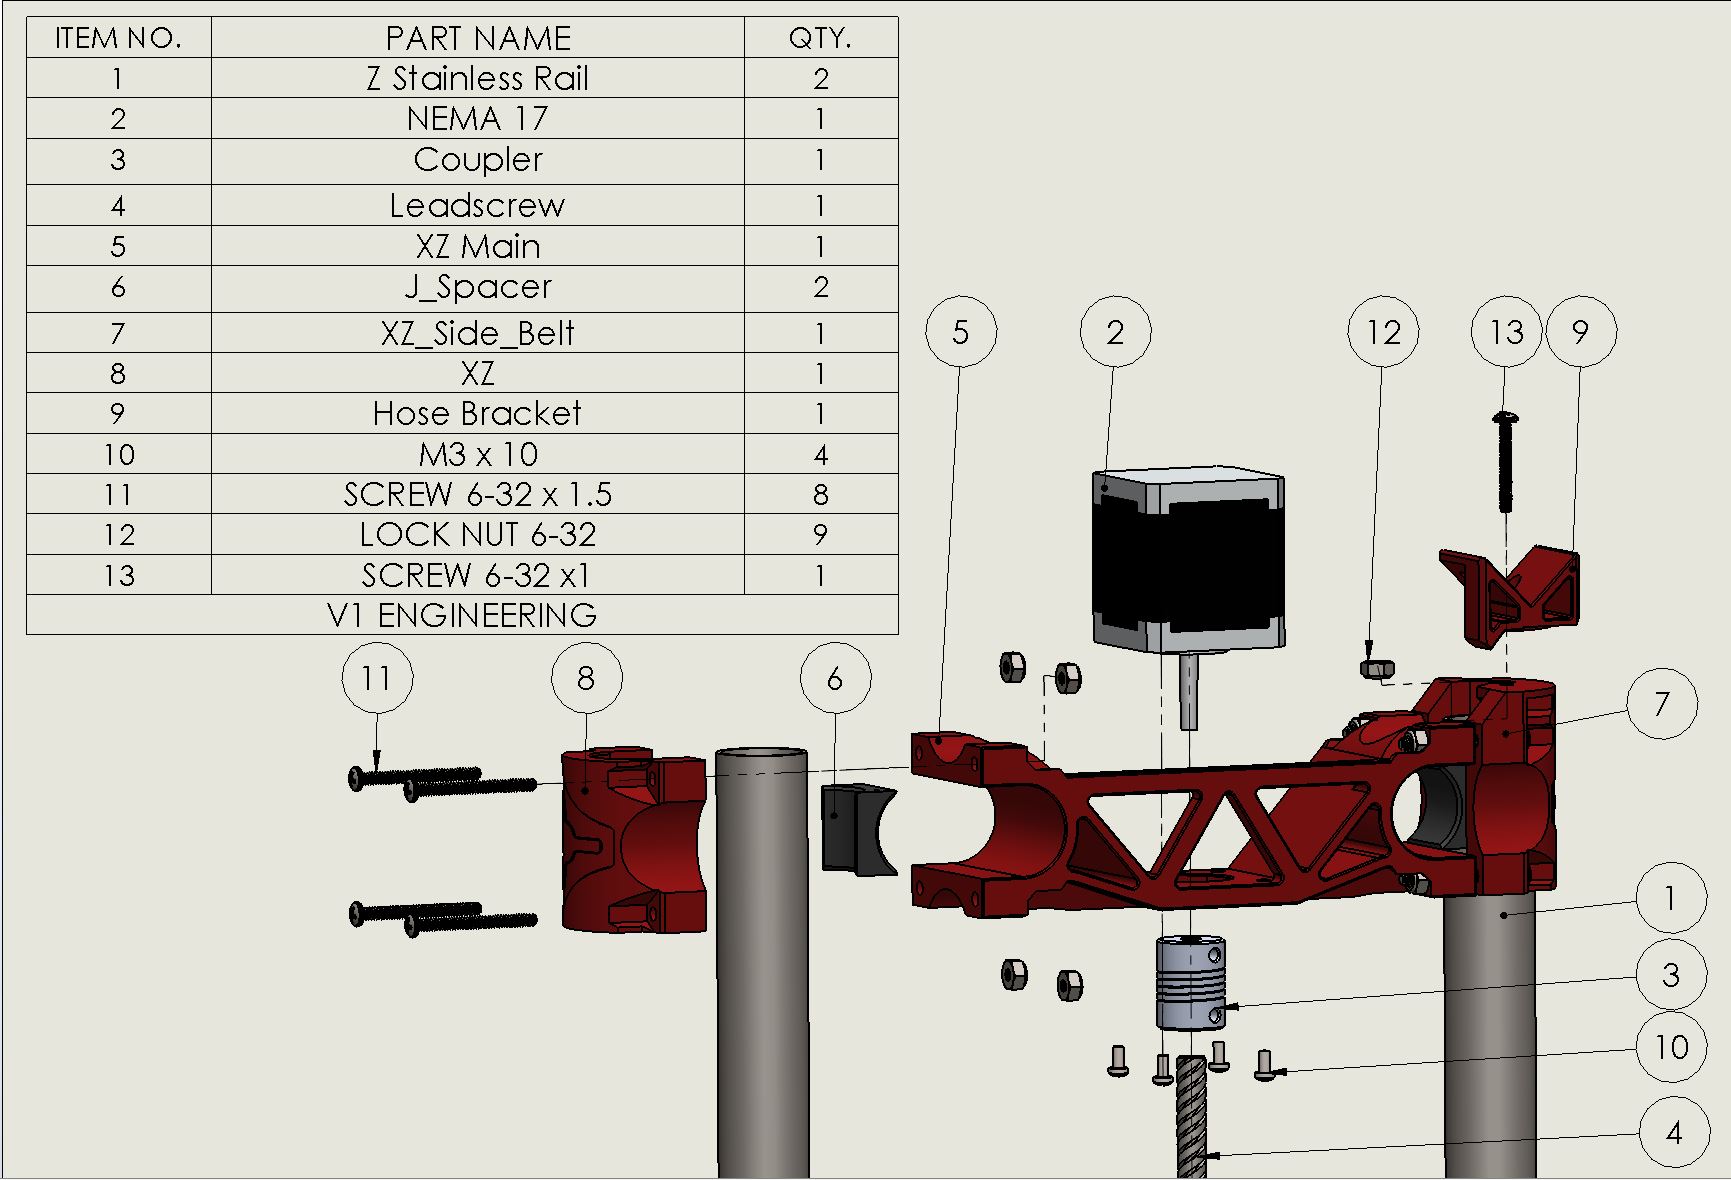 ITEM NO. PART NAME QTY.
1 Z Stainless Rail 2
2 NEMA 17 1
3 Coupler 1
4 Leadscrew 1
5 XZ Main 1
6 J_Spacer 2
7 XZ_Side_Belt 1
8 XZ 1
9 Hose Bracket 1
10 M3 x 10 4
11 SCREW 6-32 x 1.5 8
12 LOCK NUT 6-32 9
13 SCREW 6-32 x1 1
V1 ENGINEERING
5 2 12 13 9
11 8 6 7
1
3
10
4